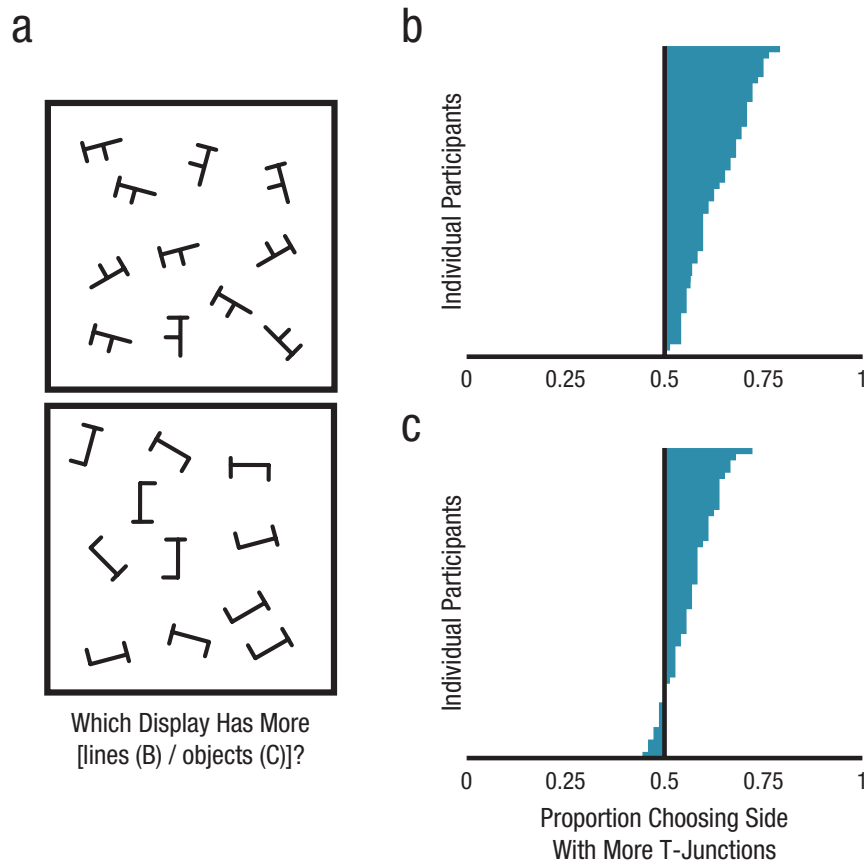 a
Which Display Has More
[lines (B) / objects (C)]?
b
Individual Participants
0 0.25 0.5 0.75 1
c
Individual Participants
0 0.25 0.5 0.75 1
Proportion Choosing Side
With More T-Junctions